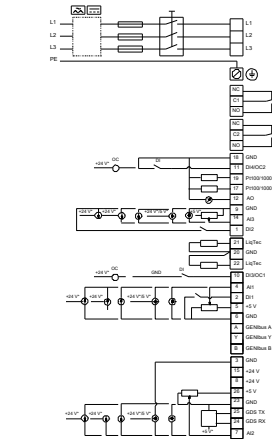 L1 L1
L2 L2
L3 L3
PE
NC
C1
NO
NC
C2
NO
18 GND
+24 V* OC DI 11 DI4/OC2
19 Pt100/1000
17 Pt100/1000
12 AO
9 GND
+24 V* +24 V* +24 V*/5 V* 14 AI3
1 DI2
21 LiqTec
20 GND
22 LiqTec
+24 V* OC GND DI 10 DI3/OC1
4 AI1
2 DI1
+24 V* +24 V* +24 V*/5 V* 5 +5 V
6 GND
A GENIbus A
Y GENIbus Y
B GENIbus B
3 GND
15 +24 V
8 +24 V
26 +5 V
23 GND
25 GDS TX
+24 V* +24 V* +24 V*/5 V* 24 GDS RX
+5 V* 7 AI2